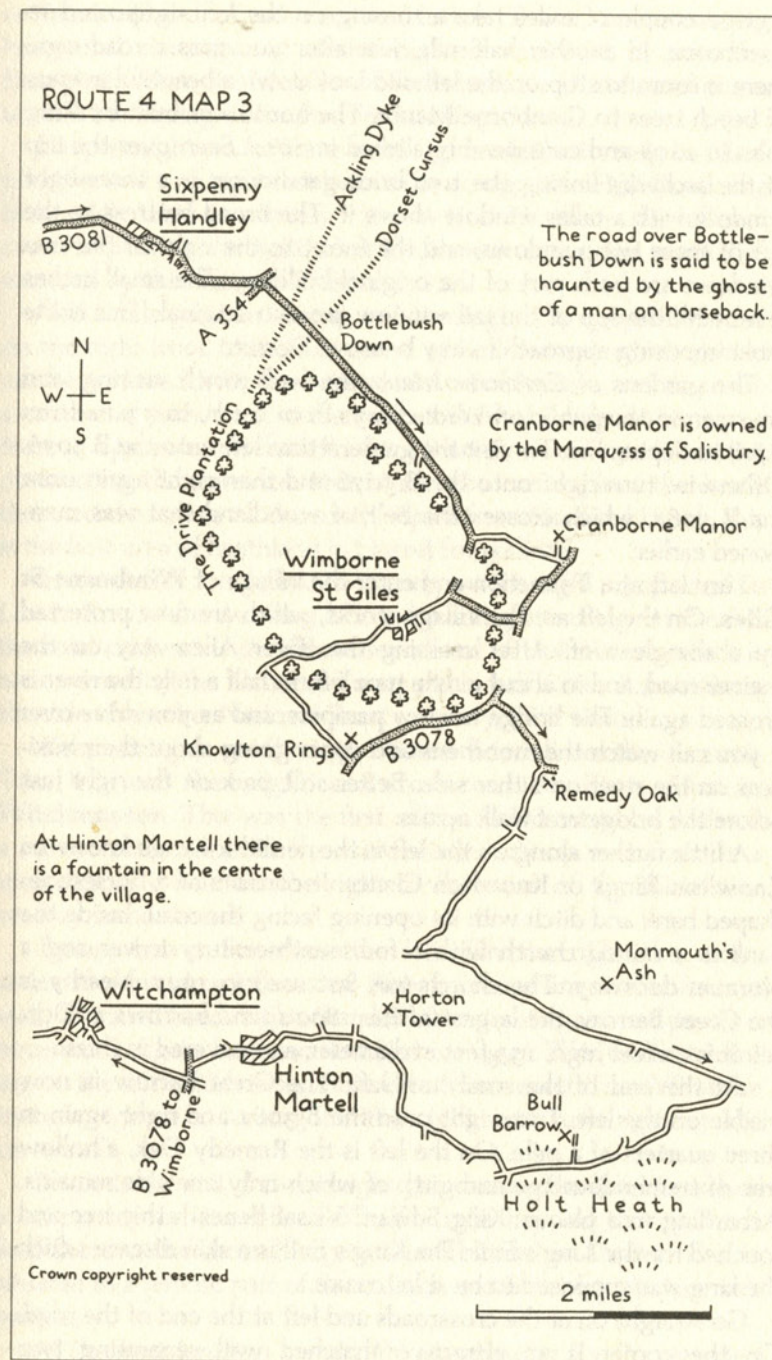 ROUTE 4 MAP 3
Ackling Dyke
Dorset Cursus
Sixpenny
Handley
B 3081
A 354
The road over Bottle-
bush Down is said to be
haunted by the ghost
of a man on horseback.
Bottlebush
Down
N
W E
S
The Drive Plantation
Cranborne Manor is owned
by the Marquess of Salisbury.
Cranborne Manor
Wimborne
St Giles
Knowlton Rings
B 3078
Remedy Oak
At Hinton Martell there
is a fountain in the centre
of the village.
Monmouth's
Ash
Witchampton
Horton
Tower
Hinton
Martell
Bull
Barrow
B 3078 to
Wimborne
Holt Heath
Crown copyright reserved
2 miles